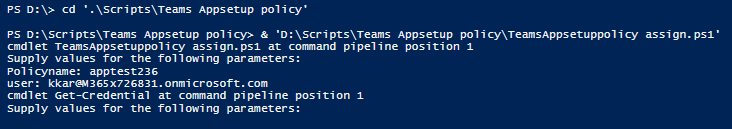 PS D:\> cd '.\Scripts\Teams Appsetup policy'
PS D:\Scripts\Teams Appsetup policy> & 'D:\Scripts\Teams Appsetup policy\TeamsAppsetuppolicy assign.ps1'
cmdlet TeamsAppsetuppolicy assign.ps1 at command pipeline position 1
Supply values for the following parameters:
Policyname: apptest236
user: kkar@M365x726831.onmicrosoft.com
cmdlet Get-Credential at command pipeline position 1
Supply values for the following parameters: